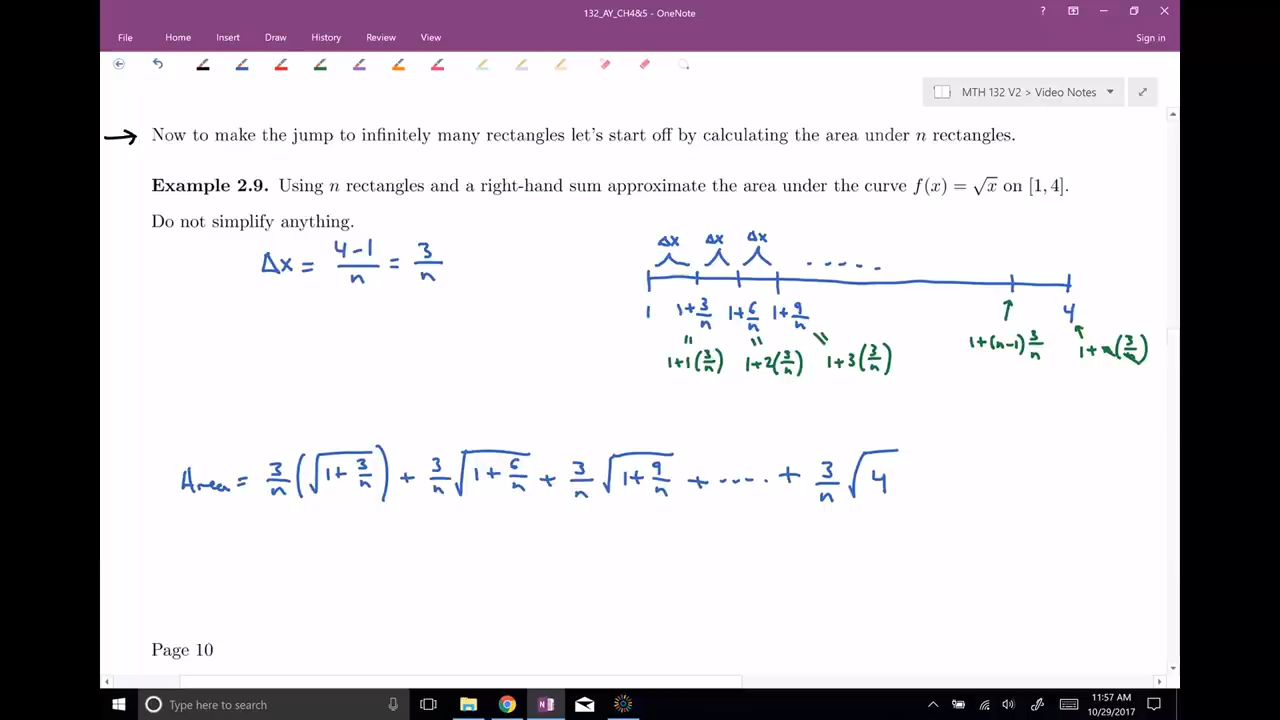 132_AY_CH4&5 - OneNote
File Home Insert Draw History Review View Sign in
MTH 132 V2 > Video Notes
Now to make the jump to infinitely many rectangles let's start off by calculating the area under n rectangles.
Example 2.9. Using n rectangles and a right-hand sum approximate the area under the curve f(x) = √x on [1, 4].
Do not simplify anything.
Δx = (4-1)/n = 3/n
Δx Δx Δx .....
1 1+3/n 1+6/n 1+9/n 4
" " \\
1+1(3/n) 1+2(3/n) 1+3(3/n) 1+(n-1)3/n 1+n(3/n)
Area = 3/n(√(1+3/n)) + 3/n √(1+6/n) + 3/n √(1+9/n) + ..... + 3/n √4
Page 10
Type here to search
11:57 AM
10/29/2017